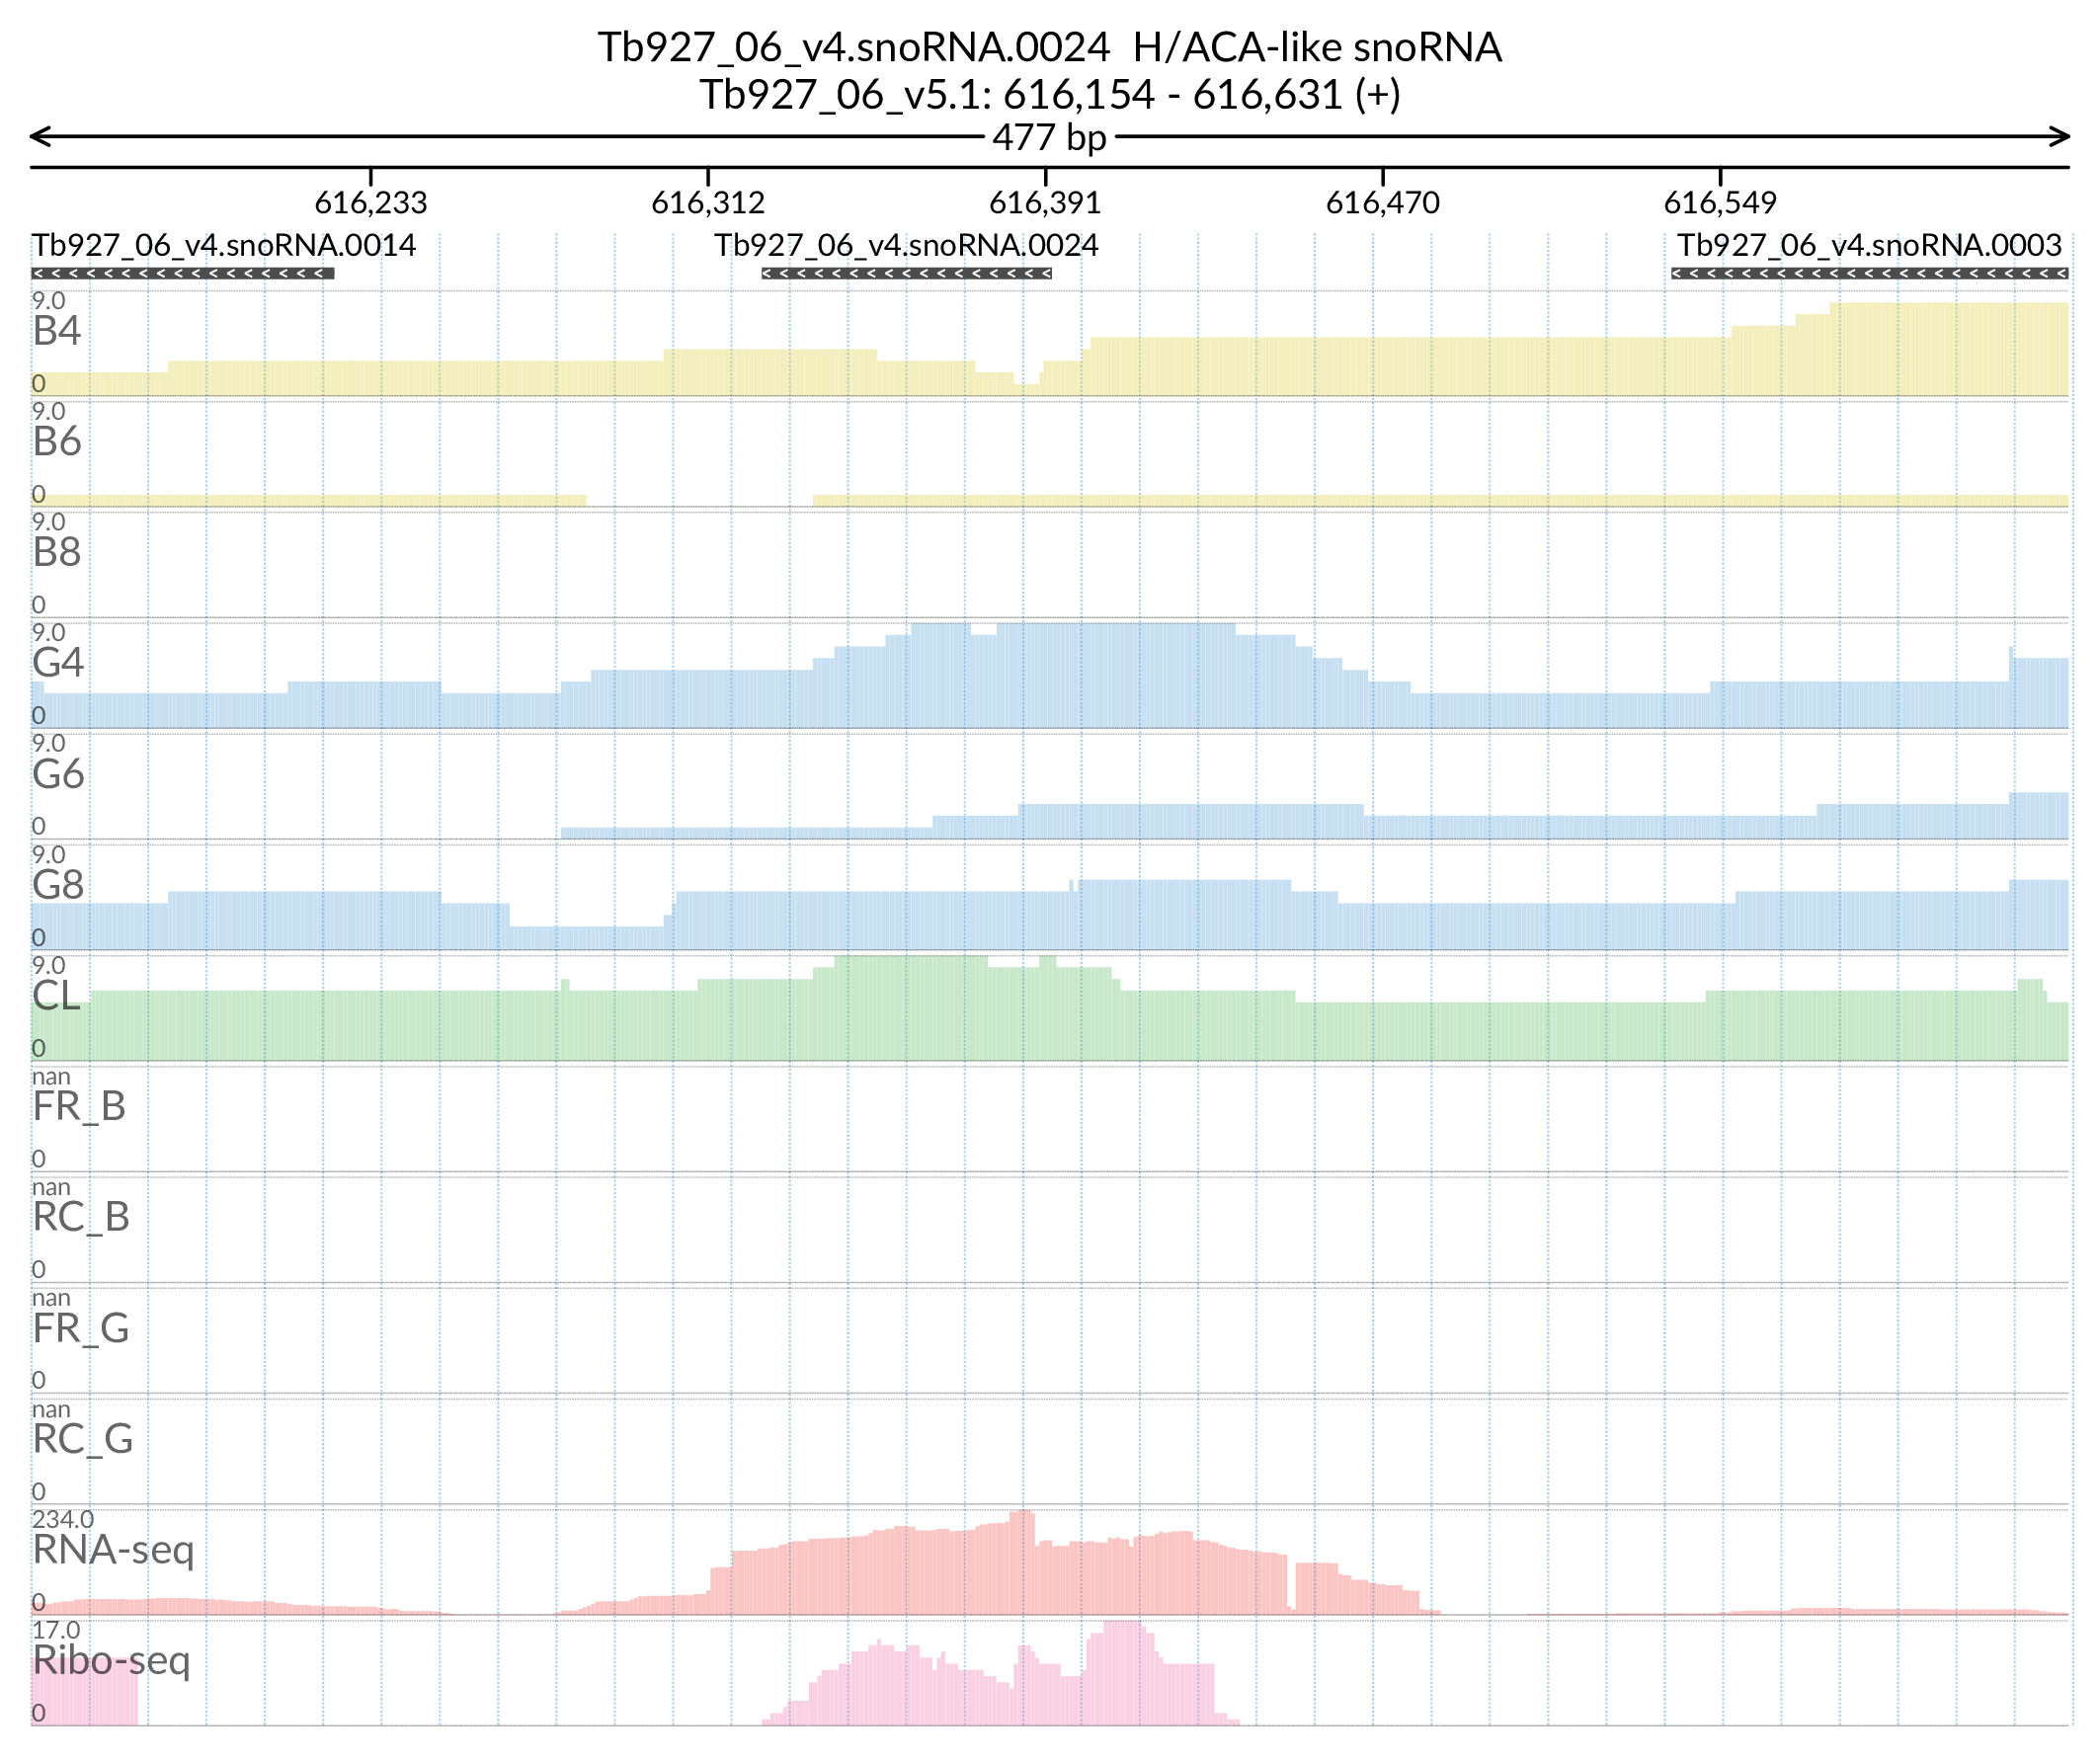 Tb927_06_v4.snoRNA.0024 H/ACA-like snoRNA
Tb927_06_v5.1: 616,154 - 616,631 (+)
477 bp
616,233 616,312 616,391 616,470 616,549
Tb927_06_v4.snoRNA.0014 Tb927_06_v4.snoRNA.0024 Tb927_06_v4.snoRNA.0003
9.0
B4
0
9.0
B6
0
9.0
B8
0
9.0
G4
0
9.0
G6
0
9.0
G8
0
9.0
CL
0
nan
FR_B
0
nan
RC_B
0
nan
FR_G
0
nan
RC_G
0
234.0
RNA-seq
0
17.0
Ribo-seq
0